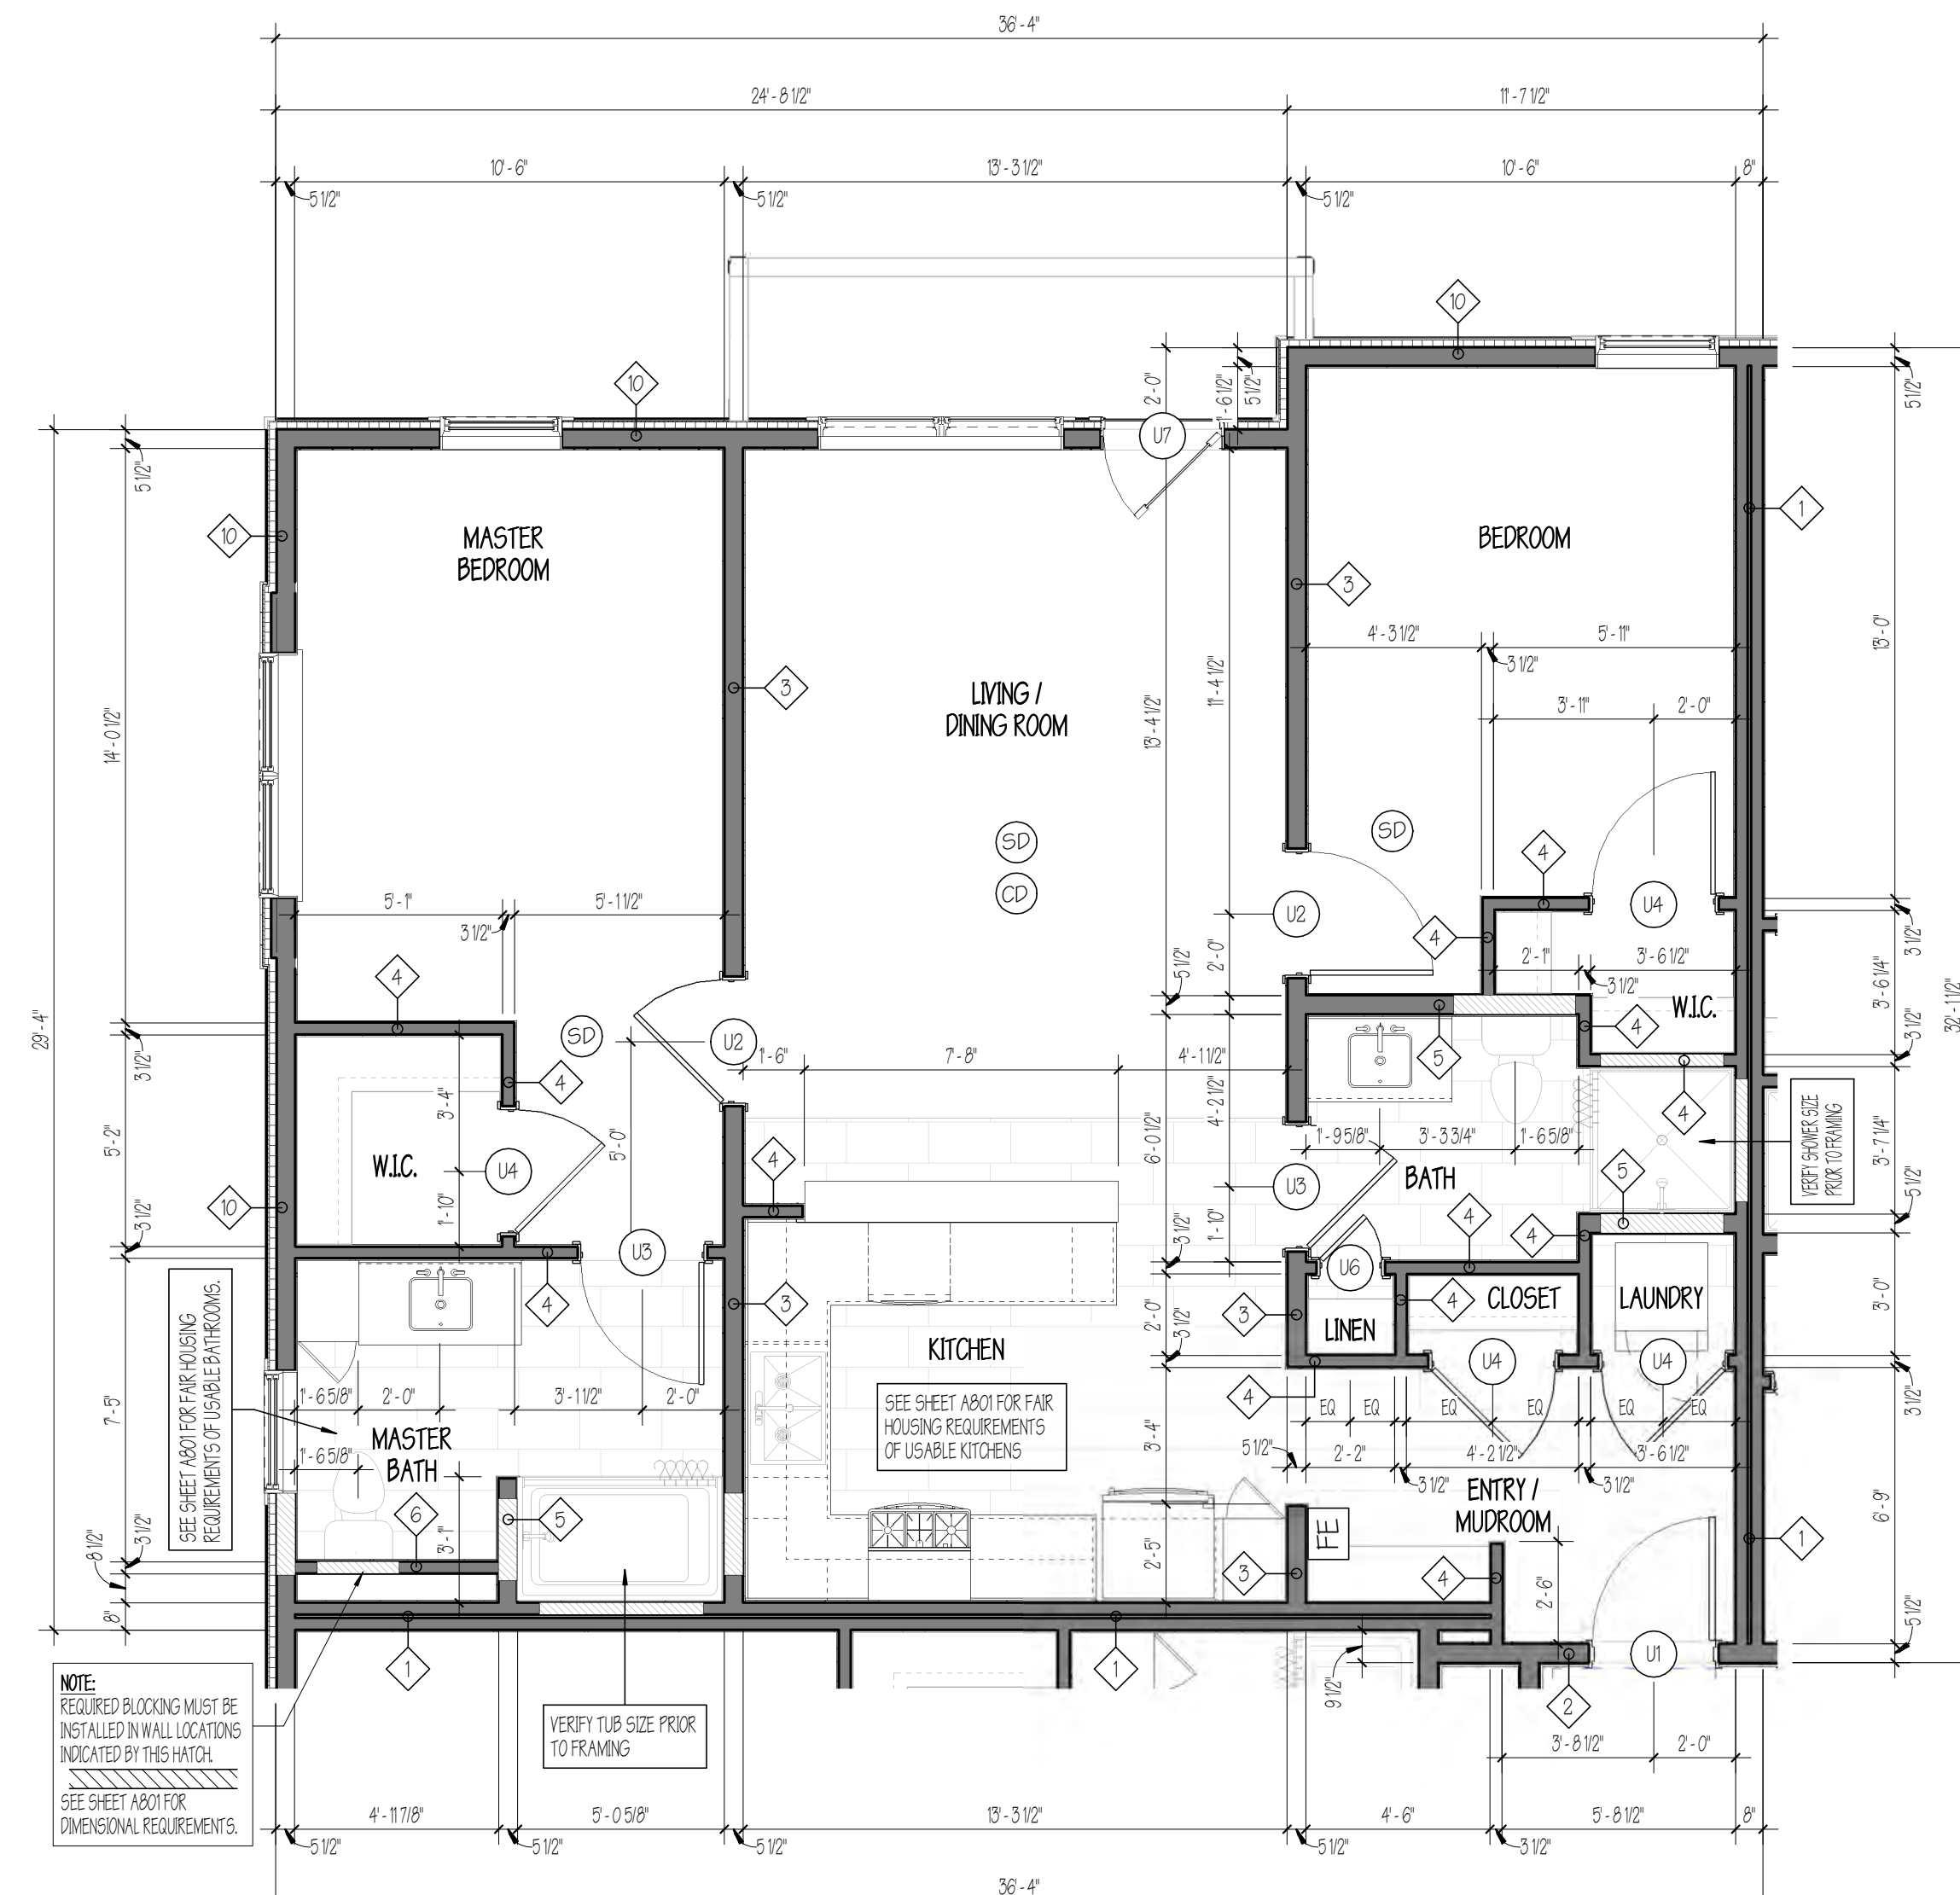 36'-4"
24'-8 1/2"
11'-7 1/2"
10'-6"
13'-3 1/2"
10'-6"
8"
5 1/2"
5 1/2"
5 1/2"
10
10
2'-0"
1'-6 1/2"
5 1/2"
5 1/2"
5 1/2"
U7
10
1
MASTER
BEDROOM
BEDROOM
3
13'-0"
4'-3 1/2"
5'-11"
3 1/2"
3
LIVING /
DINING ROOM
11'-4 1/2"
13'-4 1/2"
3'-11"
2'-0"
14'-0 1/2"
SD
SD
CD
4
5'-1"
5'-1 1/2"
3 1/2"
U2
U4
4
3 1/2"
4
5 1/2"
2'-0"
2'-1"
3'-6 1/2"
3 1/2"
3'-6 1/4"
W.I.C.
29'-4"
32'-11 1/2"
3 1/2"
SD
U2
4
5
3 1/2"
1'-6"
7'-8"
4'-1 1/2"
4
3'-4"
4'-2 1/2"
4
VERIFY SHOWER SIZE
PRIOR TO FRAMING
5'-2"
5'-0"
6'-0 1/2"
1'-9 5/8"
3'-3 3/4"
1'-6 5/8"
3'-7 1/4"
W.I.C.
U4
4
BATH
5
U3
10
1'-10"
3 1/2"
3 1/2"
1'-10"
4
4
5 1/2"
U3
U6
4
4
3
3
CLOSET
LAUNDRY
LINEN
2'-0"
3 1/2"
3'-0"
KITCHEN
U4
U4
SEE SHEET A801 FOR FAIR HOUSING
REQUIREMENTS OF USABLE BATHROOMS.
7'-5"
1'-6 5/8"
2'-0"
3'-1 1/2"
2'-0"
SEE SHEET A801 FOR FAIR
HOUSING REQUIREMENTS
OF USABLE KITCHENS
4
3 1/2"
EQ
EQ
EQ
EQ
EQ
EQ
MASTER
BATH
1'-6 5/8"
3'-4"
5 1/2"
2'-2"
4'-2 1/2"
3'-6 1/2"
3 1/2"
3 1/2"
ENTRY /
MUDROOM
6'-9"
6
5
FE
8 1/2"
3 1/2"
3'-1"
2'-5"
3
4
1
2'-6"
8"
5 1/2"
1
1
U1
9 1/2"
2
NOTE:
REQUIRED BLOCKING MUST BE
INSTALLED IN WALL LOCATIONS
INDICATED BY THIS HATCH.
SEE SHEET A801 FOR
DIMENSIONAL REQUIREMENTS.
VERIFY TUB SIZE PRIOR
TO FRAMING
3'-8 1/2"
2'-0"
4'-11 7/8"
5'-0 5/8"
13'-3 1/2"
4'-6"
5'-8 1/2"
8"
5 1/2"
5 1/2"
5 1/2"
5 1/2"
3 1/2"
36'-4"